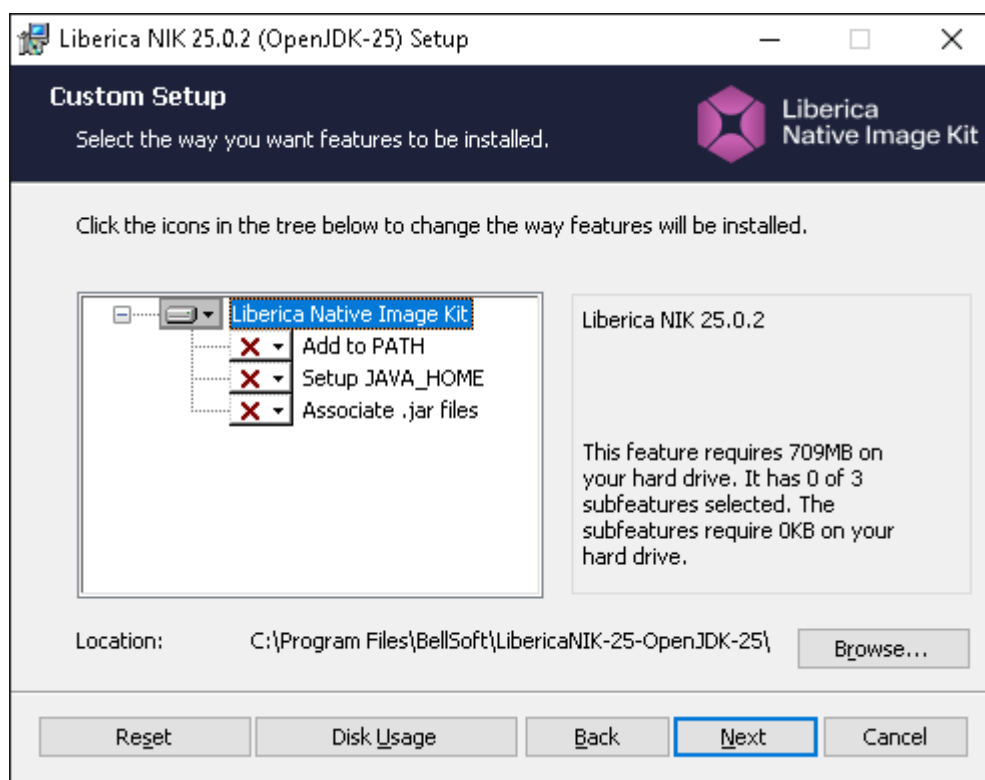 Liberica NIK 25.0.2 (OpenJDK-25) Setup
Custom Setup
Select the way you want features to be installed.
Liberica
Native Image Kit
Click the icons in the tree below to change the way features will be installed.
Liberica Native Image Kit
Add to PATH
Setup JAVA_HOME
Associate .jar files
Liberica NIK 25.0.2
This feature requires 709MB on
your hard drive. It has 0 of 3
subfeatures selected. The
subfeatures require 0KB on your
hard drive.
Location: C:\Program Files\BellSoft\LibericaNIK-25-OpenJDK-25\
Browse...
Reset Disk Usage Back Next Cancel